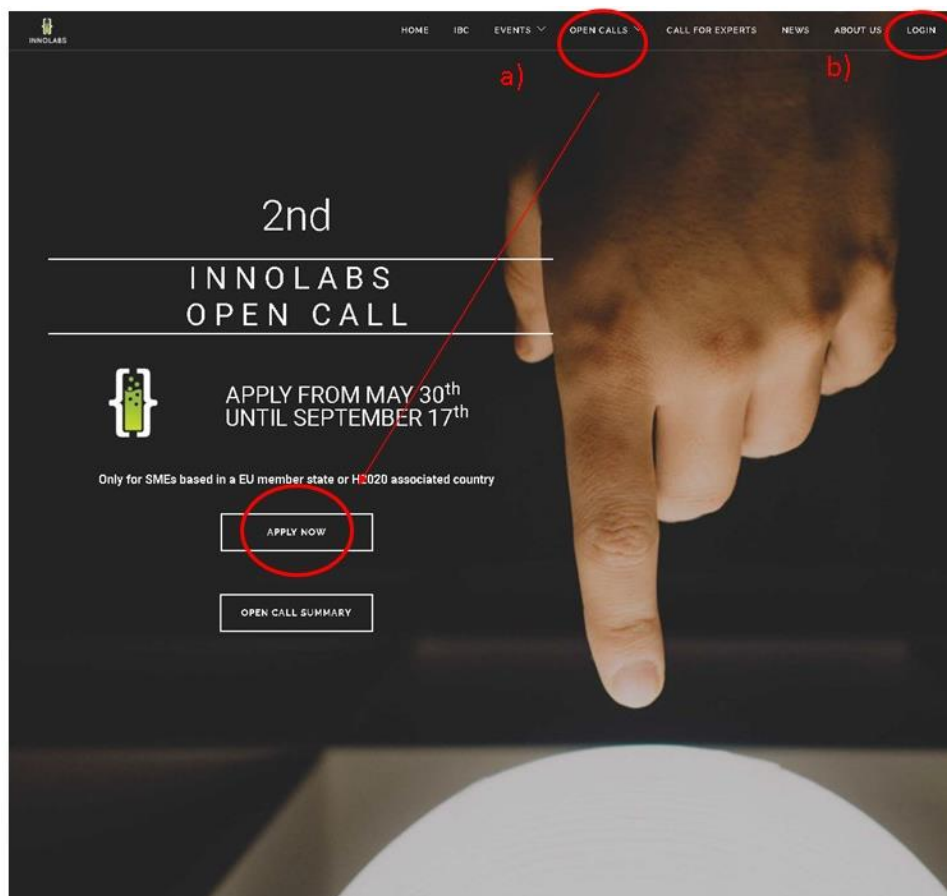 INNOLABS
HOME IBC EVENTS OPEN CALLS CALL FOR EXPERTS NEWS ABOUT US LOGIN
a)
b)
2nd
INNOLABS
OPEN CALL
APPLY FROM MAY 30th
UNTIL SEPTEMBER 17th
Only for SMEs based in a EU member state or H2020 associated country
APPLY NOW
OPEN CALL SUMMARY